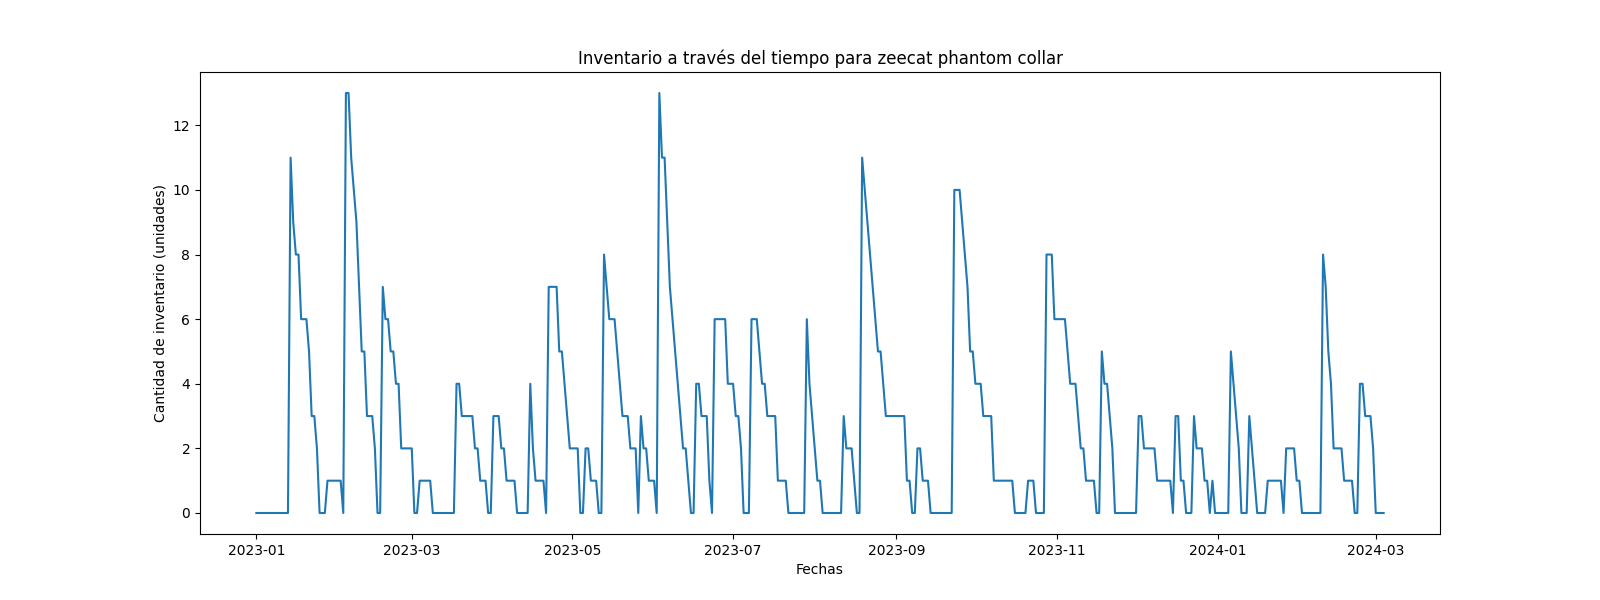 Inventario a través del tiempo para zeecat phantom collar
Cantidad de inventario (unidades)
12
10
8
6
4
2
0
2023-01 2023-03 2023-05 2023-07 2023-09 2023-11 2024-01 2024-03
Fechas